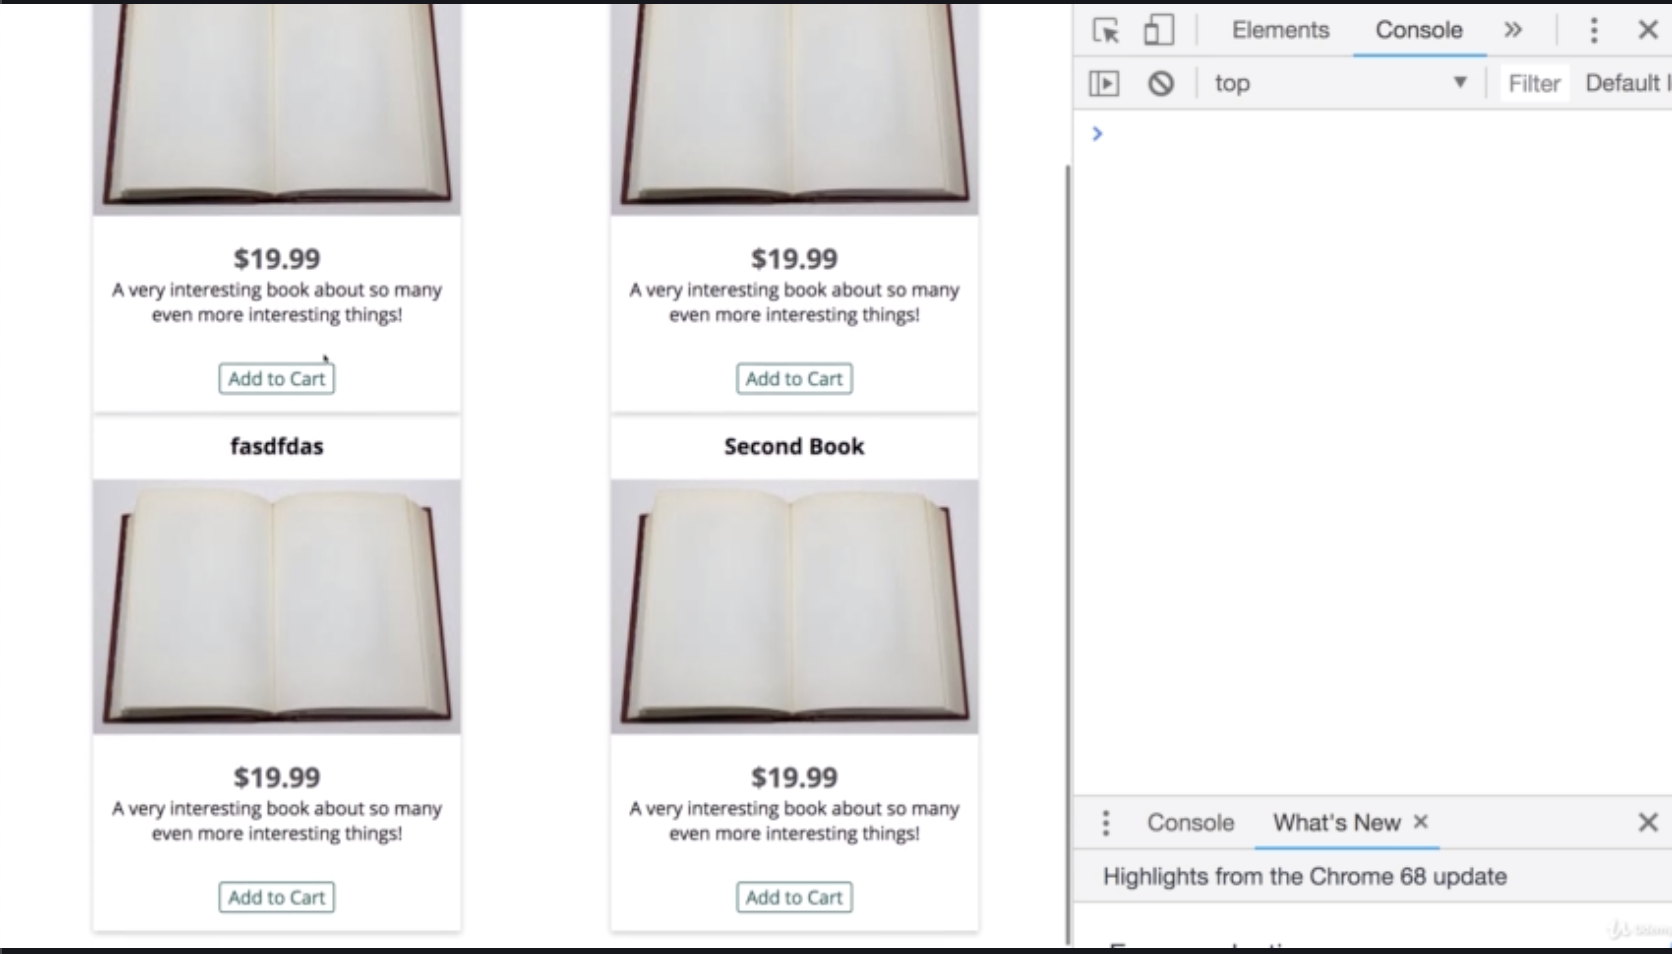 $19.99
A very interesting book about so many
even more interesting things!
Add to Cart
$19.99
A very interesting book about so many
even more interesting things!
Add to Cart
fasdfdas
$19.99
A very interesting book about so many
even more interesting things!
Add to Cart
Second Book
$19.99
A very interesting book about so many
even more interesting things!
Add to Cart
Elements Console
top Filter Default
Console What's New
Highlights from the Chrome 68 update